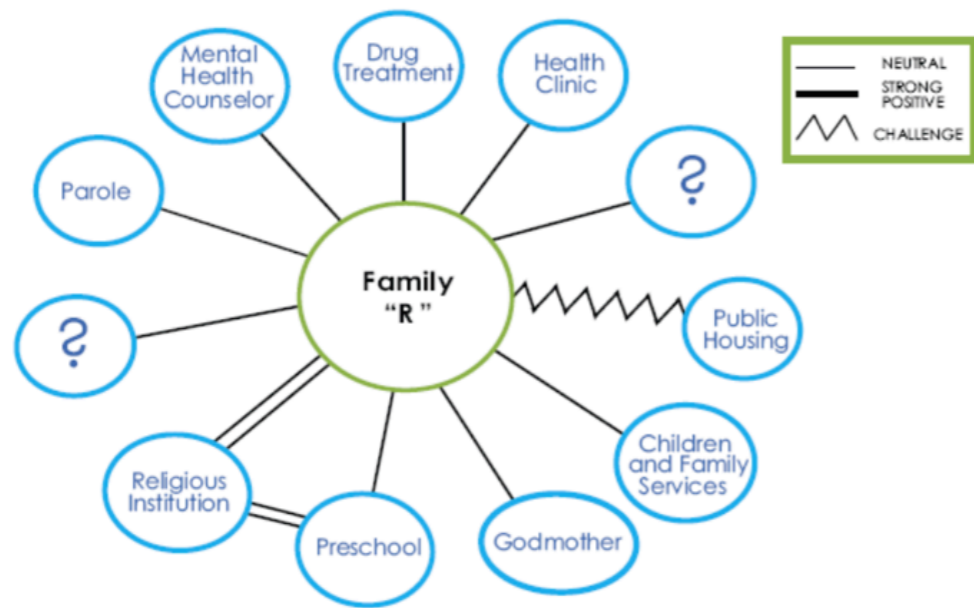 Mental
Health
Counselor
Drug
Treatment
Health
Clinic
NEUTRAL
STRONG
POSITIVE
CHALLENGE
Parole
?
Family
“R”
?
Public
Housing
Religious
Institution
Preschool
Godmother
Children
and Family
Services